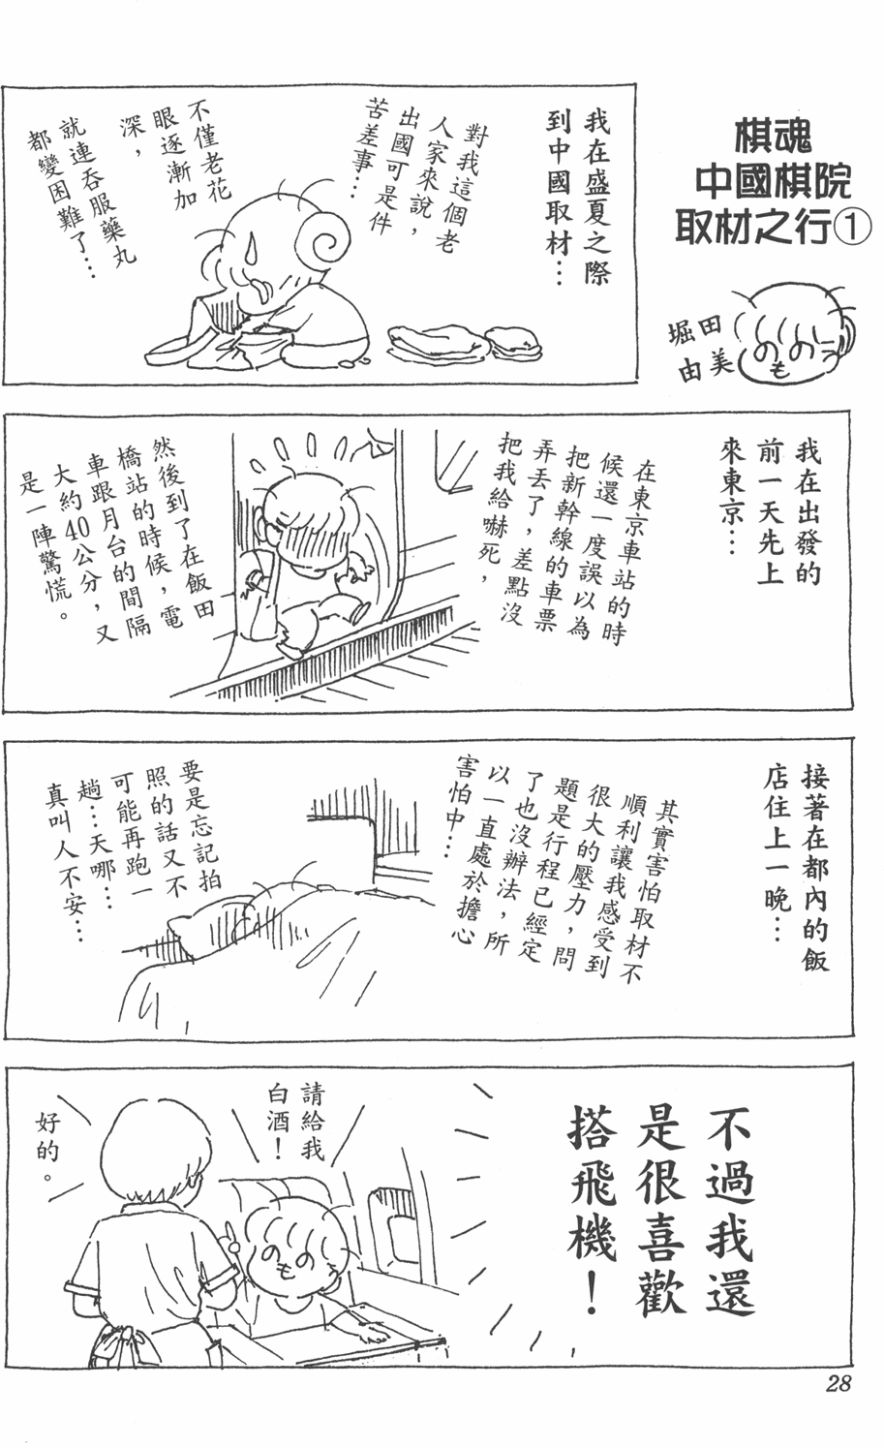 棋魂
中國棋院
取材之行①
堀田
由美
我在盛夏之際
到中國取材…
對我這個老
人家來說，
出國可是件
苦差事…
不僅老花
眼逐漸加
深，
就連吞服藥丸
都變困難了…
我在出發的
前一天先上
來東京…
在東京車站的時
候還一度誤以為
把新幹線的車票
弄丟了，差點沒
把我給嚇死，
然後到了在飯田
橋站的時候，電
車跟月台的間隔
大約40公分，又
是一陣驚慌。
接著在都內的飯
店住上一晚…
其實害怕取材不
順利讓我感受到
很大的壓力，問
題是行程已經定
了也沒辦法，所
以一直處於擔心
害怕中…
要是忘記拍
照的話又不
可能再跑一
趟…天哪…
真叫人不安…
不過我還
是很喜歡
搭飛機！
請給我
白酒！
好的。
28